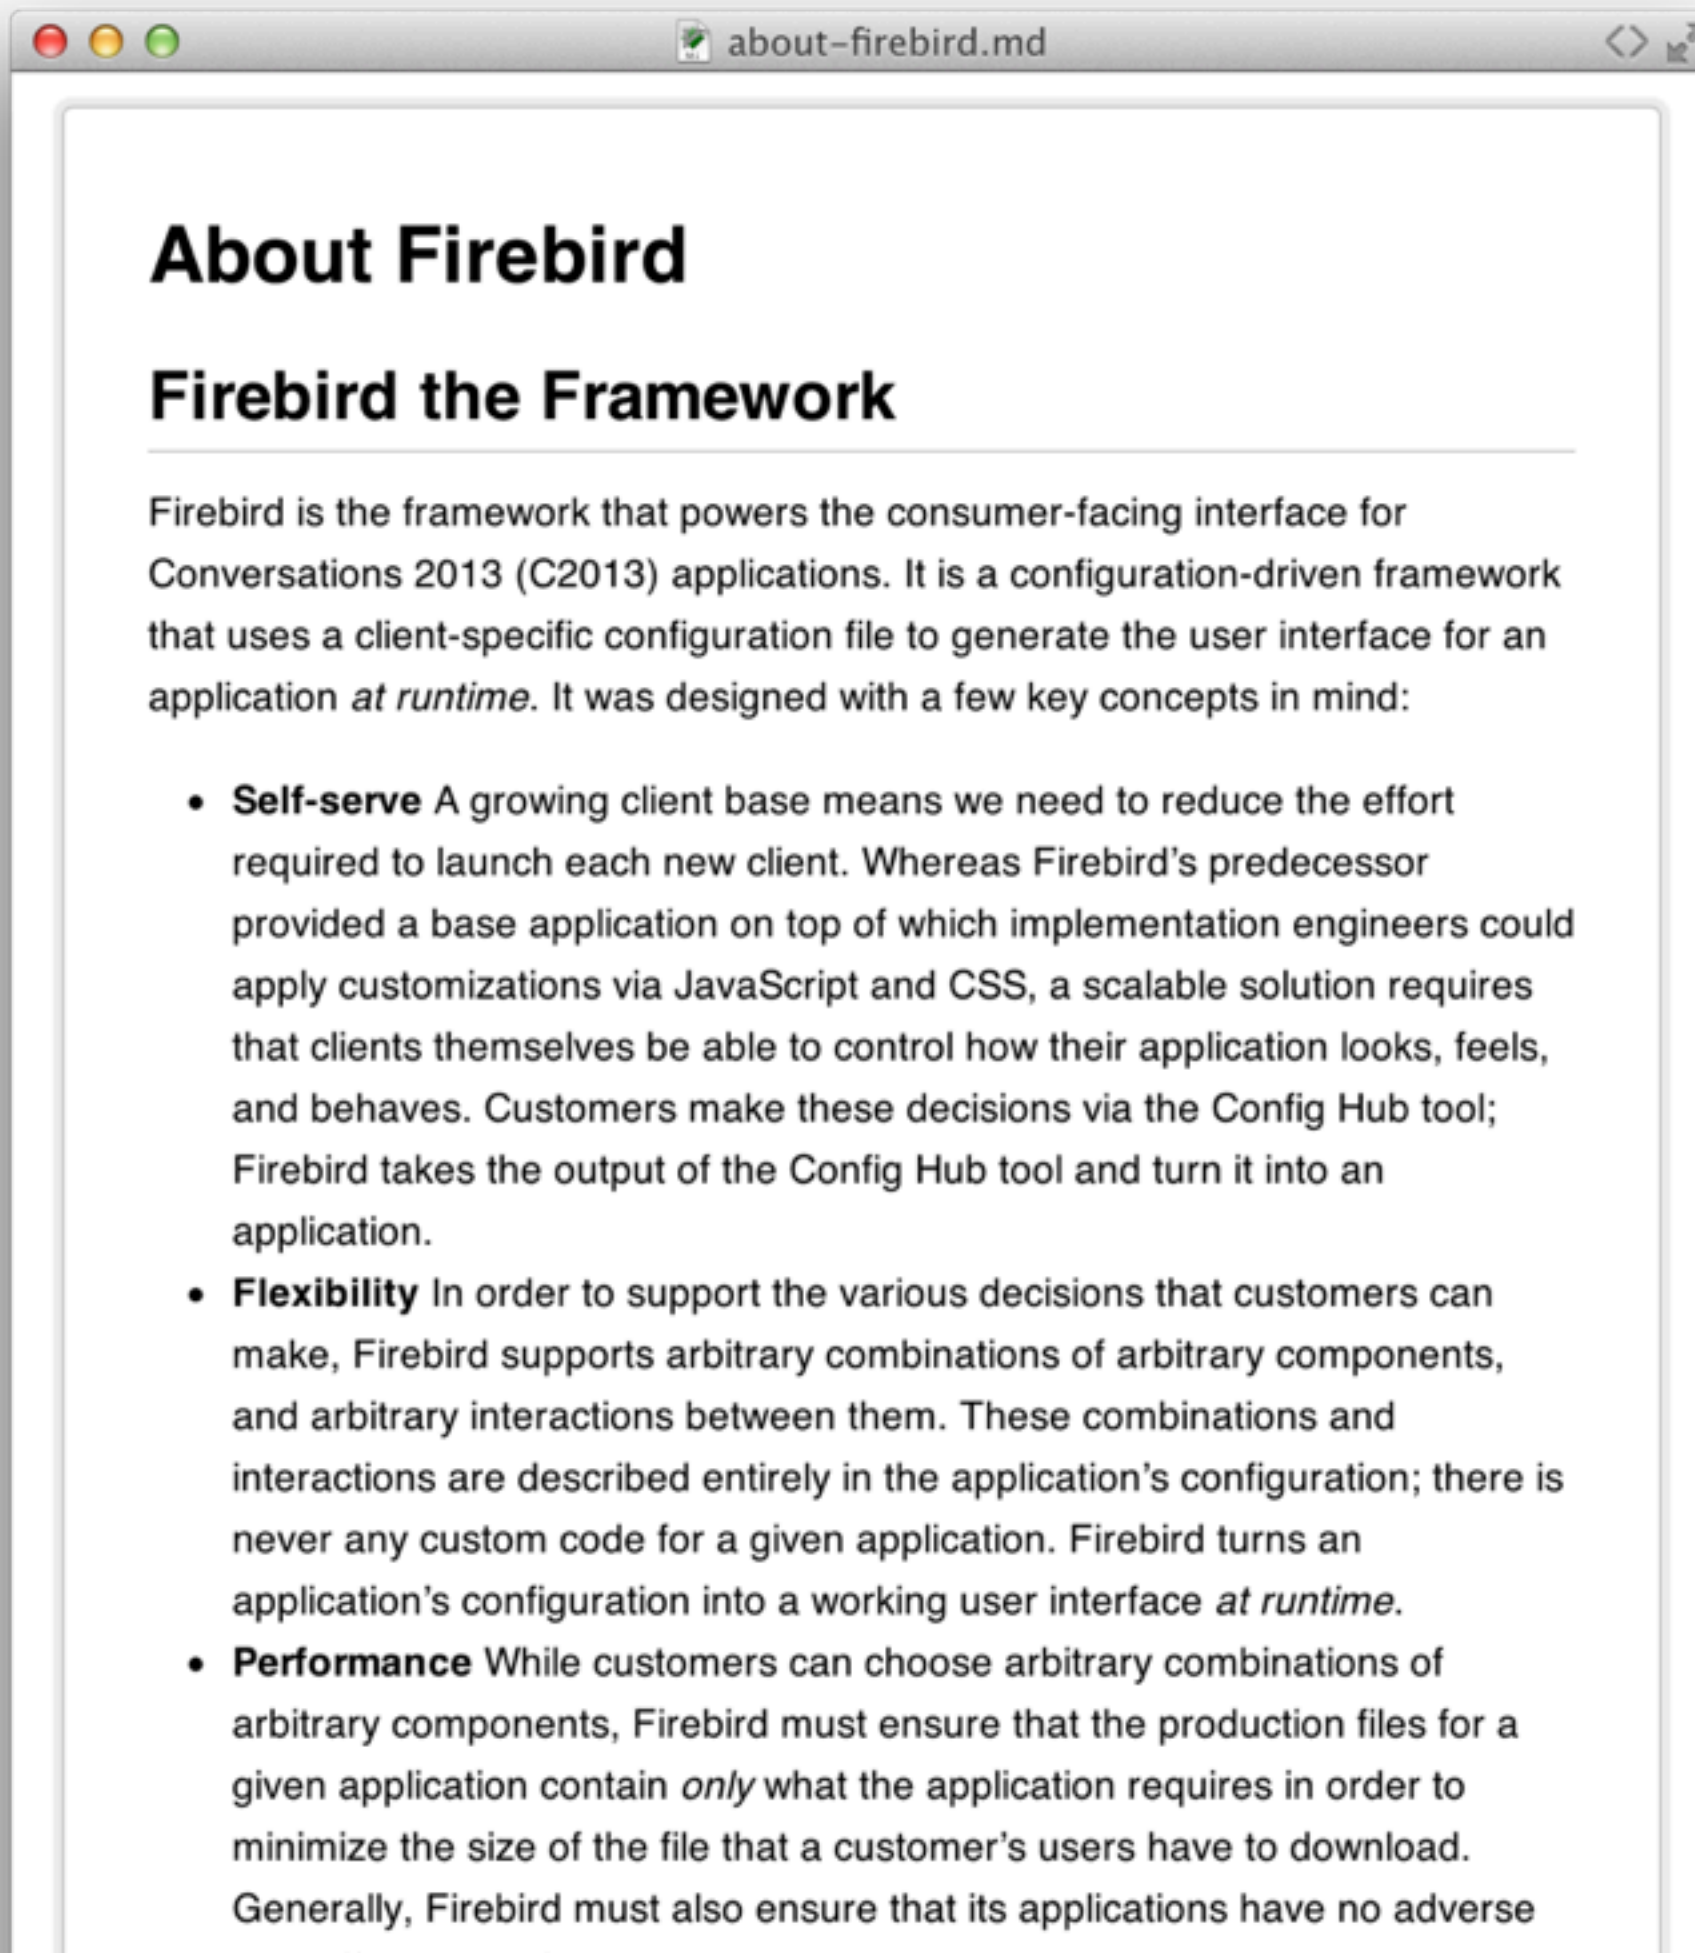 about-firebird.md
About Firebird
Firebird the Framework
Firebird is the framework that powers the consumer-facing interface for
Conversations 2013 (C2013) applications. It is a configuration-driven framework
that uses a client-specific configuration file to generate the user interface for an
application at runtime. It was designed with a few key concepts in mind:
• Self-serve A growing client base means we need to reduce the effort
required to launch each new client. Whereas Firebird’s predecessor
provided a base application on top of which implementation engineers could
apply customizations via JavaScript and CSS, a scalable solution requires
that clients themselves be able to control how their application looks, feels,
and behaves. Customers make these decisions via the Config Hub tool;
Firebird takes the output of the Config Hub tool and turn it into an
application.
• Flexibility In order to support the various decisions that customers can
make, Firebird supports arbitrary combinations of arbitrary components,
and arbitrary interactions between them. These combinations and
interactions are described entirely in the application’s configuration; there is
never any custom code for a given application. Firebird turns an
application’s configuration into a working user interface at runtime.
• Performance While customers can choose arbitrary combinations of
arbitrary components, Firebird must ensure that the production files for a
given application contain only what the application requires in order to
minimize the size of the file that a customer’s users have to download.
Generally, Firebird must also ensure that its applications have no adverse